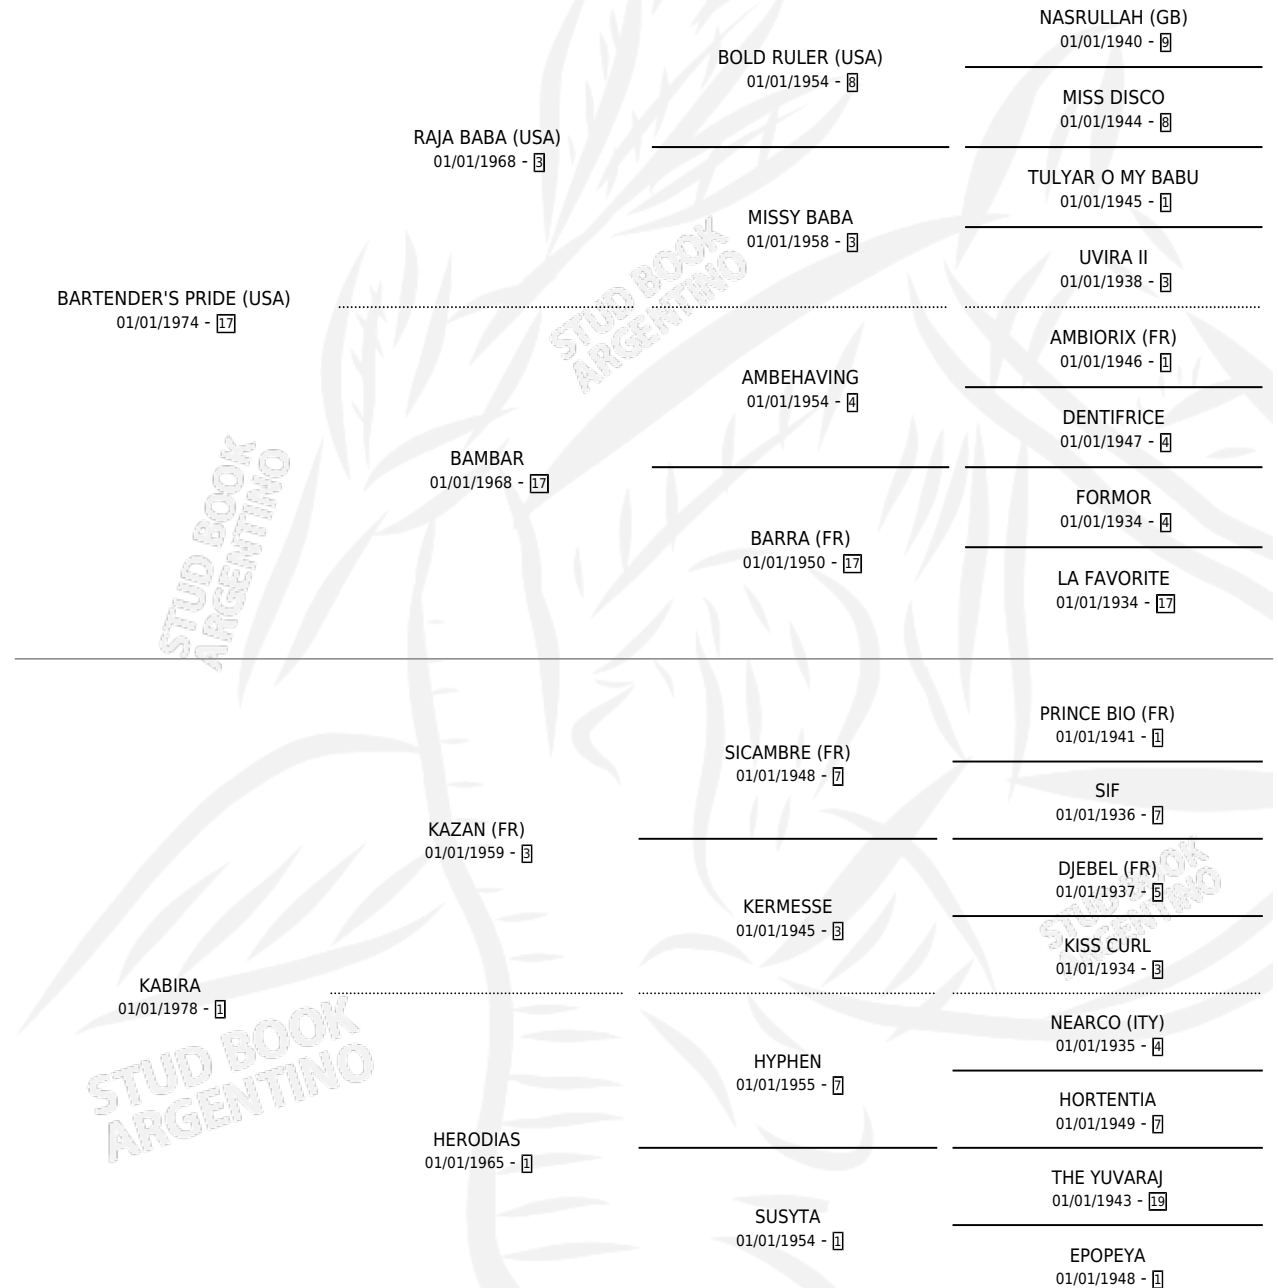 NASRULLAH (GB)
01/01/1940 - 9
BOLD RULER (USA)
01/01/1954 - 8
MISS DISCO
01/01/1944 - 8
RAJA BABA (USA)
01/01/1968 - 3
TULYAR O MY BABU
01/01/1945 - 1
MISSY BABA
01/01/1958 - 3
UVIRA II
01/01/1938 - 3
BARTENDER'S PRIDE (USA)
01/01/1974 - 17
AMBIORIX (FR)
01/01/1946 - 1
AMBEHAVING
01/01/1954 - 4
DENTIFRICE
01/01/1947 - 4
BAMBAR
01/01/1968 - 17
FORMOR
01/01/1934 - 4
BARRA (FR)
01/01/1950 - 17
LA FAVORITE
01/01/1934 - 17
PRINCE BIO (FR)
01/01/1941 - 1
SICAMBRE (FR)
01/01/1948 - 7
SIF
01/01/1936 - 7
KAZAN (FR)
01/01/1959 - 3
DJEBEL (FR)
01/01/1937 - 5
KERMESSE
01/01/1945 - 3
KISS CURL
01/01/1934 - 3
KABIRA
01/01/1978 - 1
NEARCO (ITY)
01/01/1935 - 4
HYPHEN
01/01/1955 - 7
HORTENTIA
01/01/1949 - 7
HERODIAS
01/01/1965 - 1
THE YUVARAJ
01/01/1943 - 19
SUSYTA
01/01/1954 - 1
EPOPEYA
01/01/1948 - 1
STUD BOOK
ARGENTINO
STUD BOOK
ARGENTINO
STUD BOOK
ARGENTINO
STUD BOOK
ARGENTINO